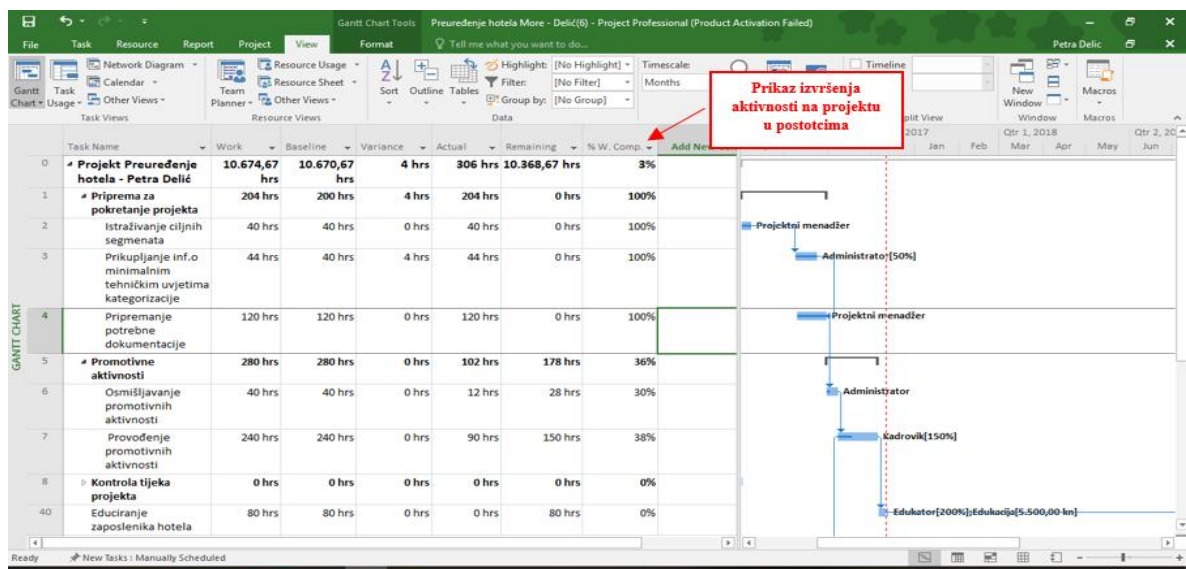 Gantt Chart Tools Preuređenje hotela More - Delić(6) - Project Professional (Product Activation Failed)
File Task Resource Report Project View Format Tell me what you want to do... Petra Delic
Gantt Chart
Task Usage
Network Diagram
Calendar
Other Views
Task Views
Team Planner
Resource Usage
Resource Sheet
Other Views
Resource Views
Sort Outline Tables
Highlight: [No Highlight]
Filter: [No Filter]
Group by: [No Group]
Data
Timescale:
Months
Timeline
plit View
New Window
Window
Macros
Macros
Prikaz izvršenja
aktivnosti na projektu
u postotcima
2017 Qtr 1, 2018 Qtr 2, 20
Task Name Work Baseline Variance Actual Remaining % W. Comp. Add Ne Jan Feb Mar Apr May Jun
0 Projekt Preuređenje 10.674,67 10.670,67 4 hrs 306 hrs 10.368,67 hrs 3%
hotela - Petra Delić hrs hrs
1 Priprema za 204 hrs 200 hrs 4 hrs 204 hrs 0 hrs 100%
pokretanje projekta
2 Istraživanje ciljnih 40 hrs 40 hrs 0 hrs 40 hrs 0 hrs 100% Projektni menadžer
segmenata
3 Prikupljanje inf.o 44 hrs 40 hrs 4 hrs 44 hrs 0 hrs 100% Administrator[50%]
minimalnim
tehničkim uvjetima
kategorizacije
4 Pripremanje 120 hrs 120 hrs 0 hrs 120 hrs 0 hrs 100% Projektni menadžer
potrebne
dokumentacije
5 Promotivne 280 hrs 280 hrs 0 hrs 102 hrs 178 hrs 36%
aktivnosti
6 Osmišljavanje 40 hrs 40 hrs 0 hrs 12 hrs 28 hrs 30% Administrator
promotivnih
aktivnosti
7 Provođenje 240 hrs 240 hrs 0 hrs 90 hrs 150 hrs 38% Kadrovik[150%]
promotivnih
aktivnosti
8 Kontrola tijeka 0 hrs 0 hrs 0 hrs 0 hrs 0 hrs 0%
projekta
40 Educiranje 80 hrs 80 hrs 0 hrs 0 hrs 80 hrs 0% Edukator[200%];Edukacija[5.500,00 kn]
zaposlenika hotela
GANTT CHART
Ready New Tasks : Manually Scheduled